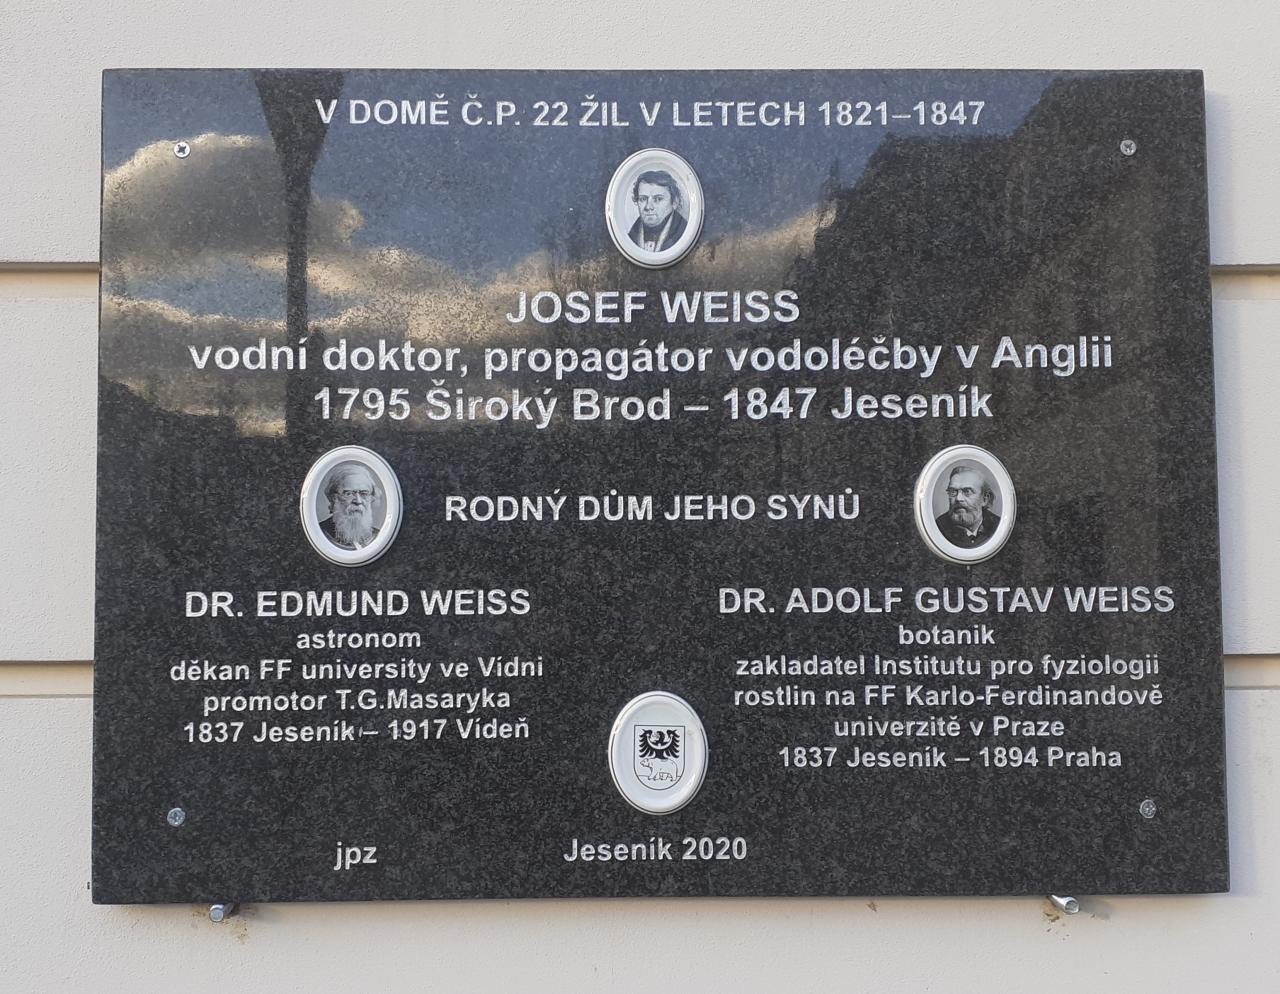 V DOMĚ Č.P. 22 ŽIL V LETECH 1821–1847
JOSEF WEISS
vodní doktor, propagátor vodoléčby v Anglii
1795 Široký Brod – 1847 Jeseník
RODNÝ DŮM JEHO SYNŮ
DR. EDMUND WEISS
astronom
děkan FF university ve Vídni
promotor T.G.Masaryka
1837 Jeseník – 1917 Vídeň
DR. ADOLF GUSTAV WEISS
botanik
zakladatel Institutu pro fyziologii
rostlin na FF Karlo-Ferdinandově
univerzitě v Praze
1837 Jeseník – 1894 Praha
jpz
Jeseník 2020